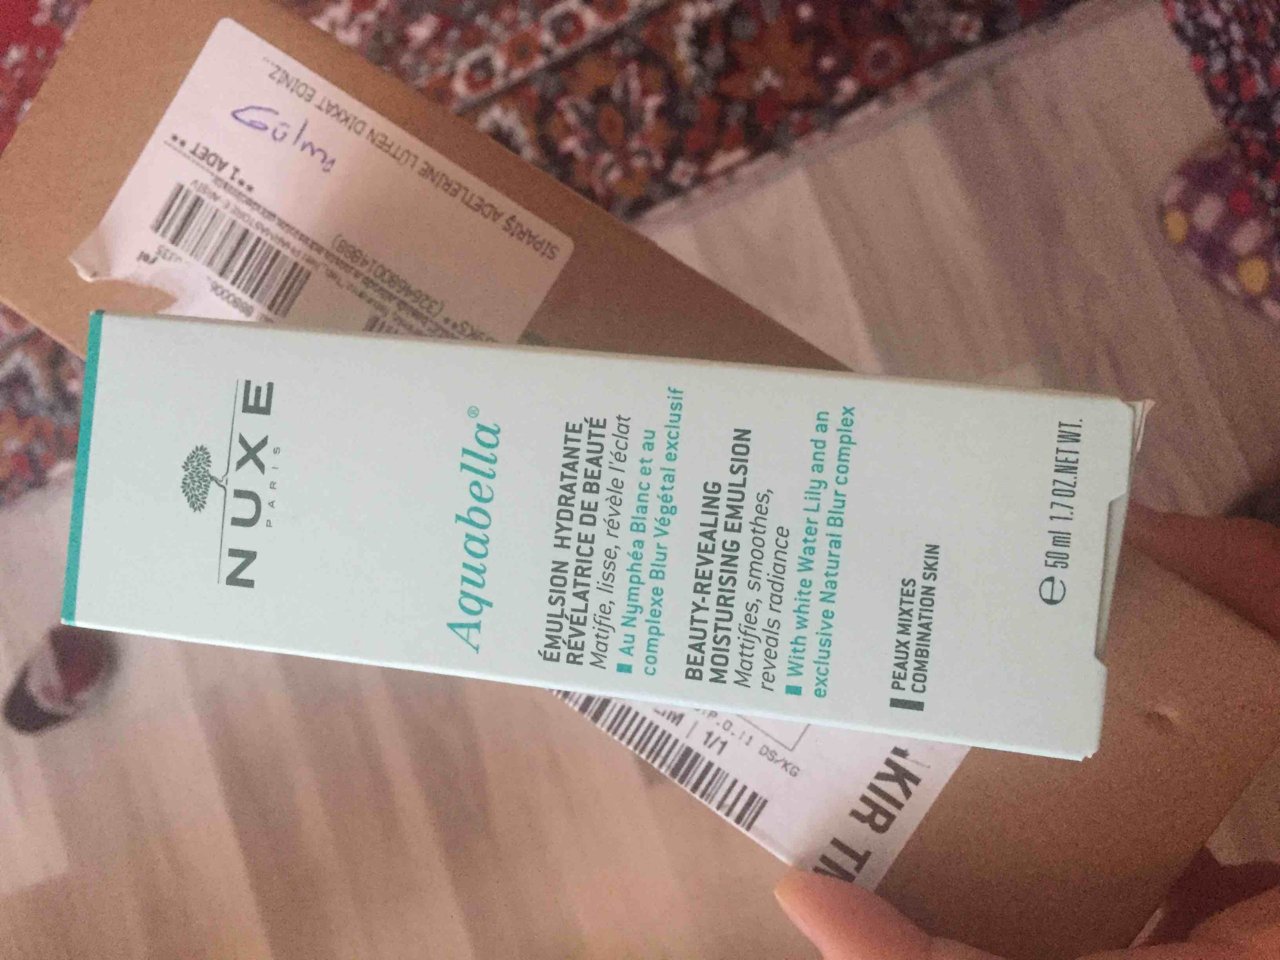 NUXE
PARIS
Aquabella®
ÉMULSION HYDRATANTE
RÉVÉLATRICE DE BEAUTÉ
Matifie, lisse, révèle l'éclat
Au Nymphéa Blanc et au
complexe Blur Végétal exclusif
BEAUTY-REVEALING
MOISTURISING EMULSION
Mattifies, smoothes,
reveals radiance
With white Water Lily and an
exclusive Natural Blur complex
PEAUX MIXTES
COMBINATION SKIN
e 50 ml 1.7 OZ.NET WT.
SİPARİŞ ADETLERİNE LÜTFEN DİKKAT EDİNİZ...
**1 ADET **
(3264680014988)
1/1
DS/KG